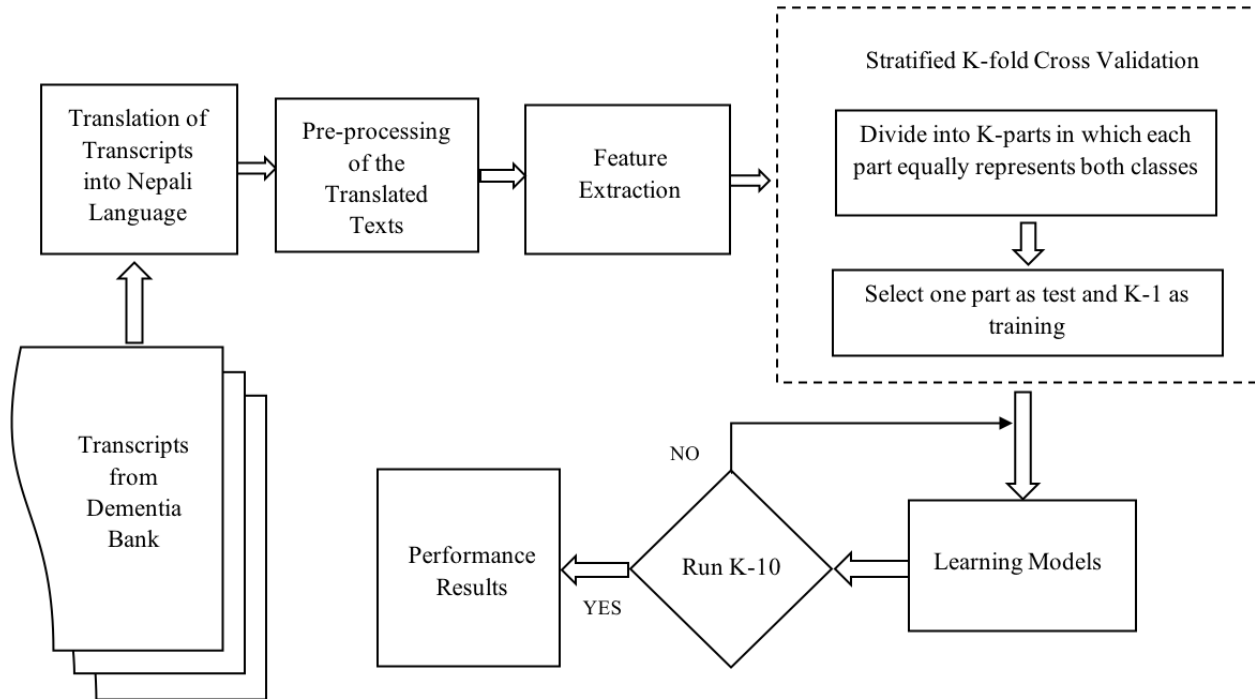 Transcripts
from
Dementia
Bank
Translation of
Transcripts
into Nepali
Language
Pre-processing
of the
Translated
Texts
Feature
Extraction
Stratified K-fold Cross Validation
Divide into K-parts in which each
part equally represents both classes
Select one part as test and K-1 as
training
Learning Models
Run K-10
NO
YES
Performance
Results